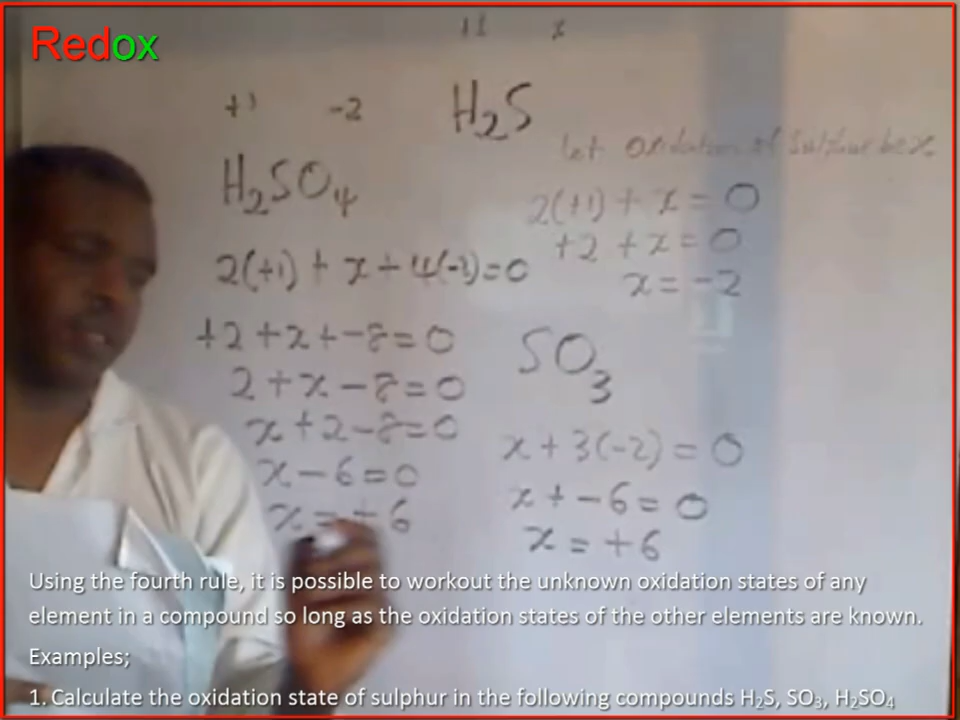 Redox
+1 x
H₂S
+1 -2
H₂SO₄
let oxidation of Sulphur be x
2(+1) + x = 0
+2 + x = 0
x = -2
2(+1) + x + 4(-2) = 0
+2 + x + -8 = 0
2 + x - 8 = 0
x + 2 - 8 = 0
x - 6 = 0
x = + 6
SO₃
x + 3(-2) = 0
x + -6 = 0
x = +6
Using the fourth rule, it is possible to workout the unknown oxidation states of any
element in a compound so long as the oxidation states of the other elements are known.
Examples;
1. Calculate the oxidation state of sulphur in the following compounds H₂S, SO₃, H₂SO₄